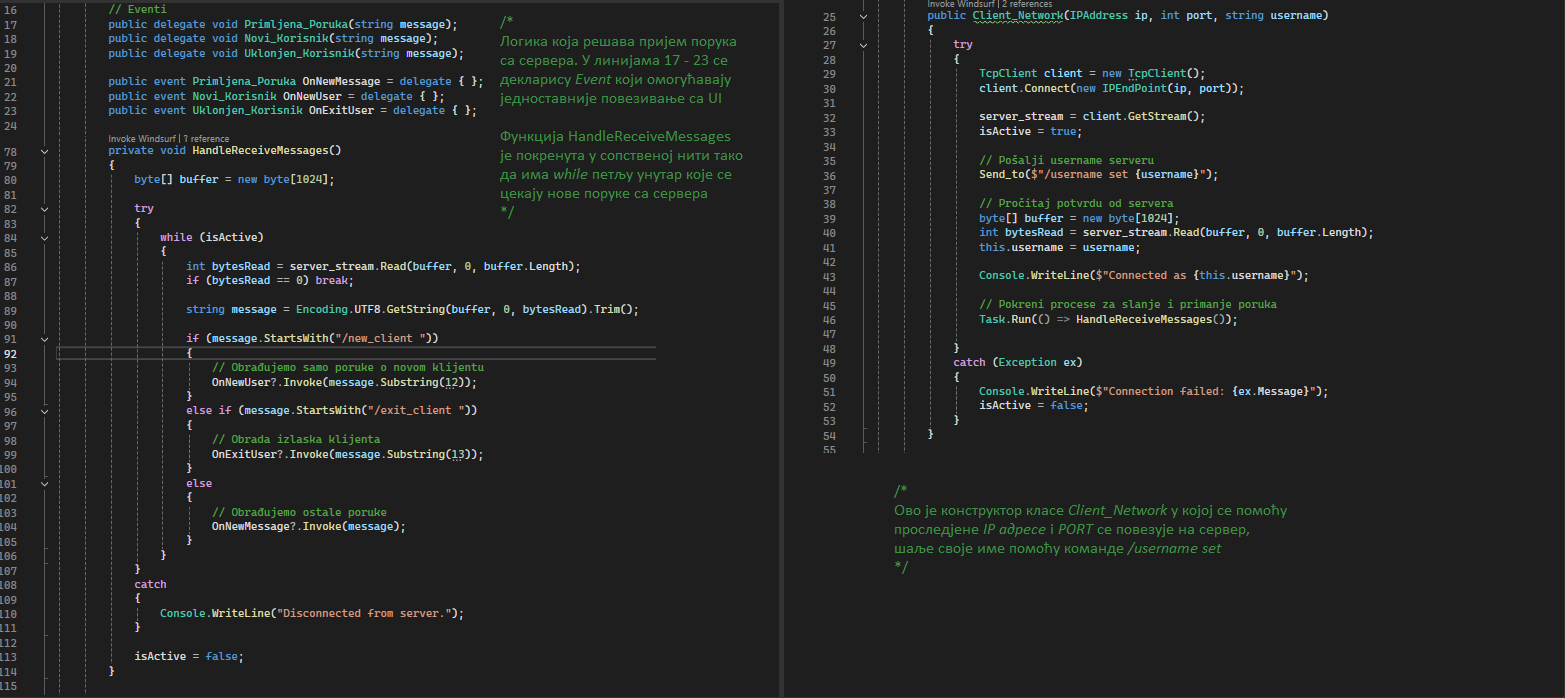 16 // Eventi
17 public delegate void Primljena_Poruka(string message);
18 public delegate void Novi_Korisnik(string message);
19 public delegate void Uklonjen_Korisnik(string message);
20
21 public event Primljena_Poruka OnNewMessage = delegate { };
22 public event Novi_Korisnik OnNewUser = delegate { };
23 public event Uklonjen_Korisnik OnExitUser = delegate { };
24
Invoke Windsurf | 1 reference
78 private void HandleReceiveMessages()
79 {
80 byte[] buffer = new byte[1024];
81
82 try
83 {
84 while (isActive)
85 {
86 int bytesRead = server_stream.Read(buffer, 0, buffer.Length);
87 if (bytesRead == 0) break;
88
89 string message = Encoding.UTF8.GetString(buffer, 0, bytesRead).Trim();
90
91 if (message.StartsWith("/new_client "))
92 {
93 // Obrađujemo samo poruke o novom klijentu
94 OnNewUser?.Invoke(message.Substring(12));
95 }
96 else if (message.StartsWith("/exit_client "))
97 {
98 // Obrada izlaska klijenta
99 OnExitUser?.Invoke(message.Substring(13));
100 }
101 else
102 {
103 // Obrađujemo ostale poruke
104 OnNewMessage?.Invoke(message);
105 }
106 }
107 }
108 catch
109 {
110 Console.WriteLine("Disconnected from server.");
111 }
112
113 isActive = false;
114 }
115
/*
Логика која решава пријем порука
са сервера. У линијама 17 - 23 се
декларису Event који омогућавају
једноставније повезивање са UI
Функција HandleReceiveMessages
је покренута у сопственој нити тако
да има while петљу унутар које се
цекају нове поруке са сервера
*/
Invoke Windsurf | 2 references
25 public Client_Network(IPAddress ip, int port, string username)
26 {
27 try
28 {
29 TcpClient client = new TcpClient();
30 client.Connect(new IPEndPoint(ip, port));
31
32 server_stream = client.GetStream();
33 isActive = true;
34
35 // Pošalji username serveru
36 Send_to($"/username set {username}");
37
38 // Pročitaj potvrdu od servera
39 byte[] buffer = new byte[1024];
40 int bytesRead = server_stream.Read(buffer, 0, buffer.Length);
41 this.username = username;
42
43 Console.WriteLine($"Connected as {this.username}");
44
45 // Pokreni procese za slanje i primanje poruka
46 Task.Run(() => HandleReceiveMessages());
47
48 }
49 catch (Exception ex)
50 {
51 Console.WriteLine($"Connection failed: {ex.Message}");
52 isActive = false;
53 }
54 }
55
/*
Ово је конструктор класе Client_Network у којој се помоћу
проследјене IP адресе и PORT се повезује на сервер,
шаље своје име помоћу команде /username set
*/